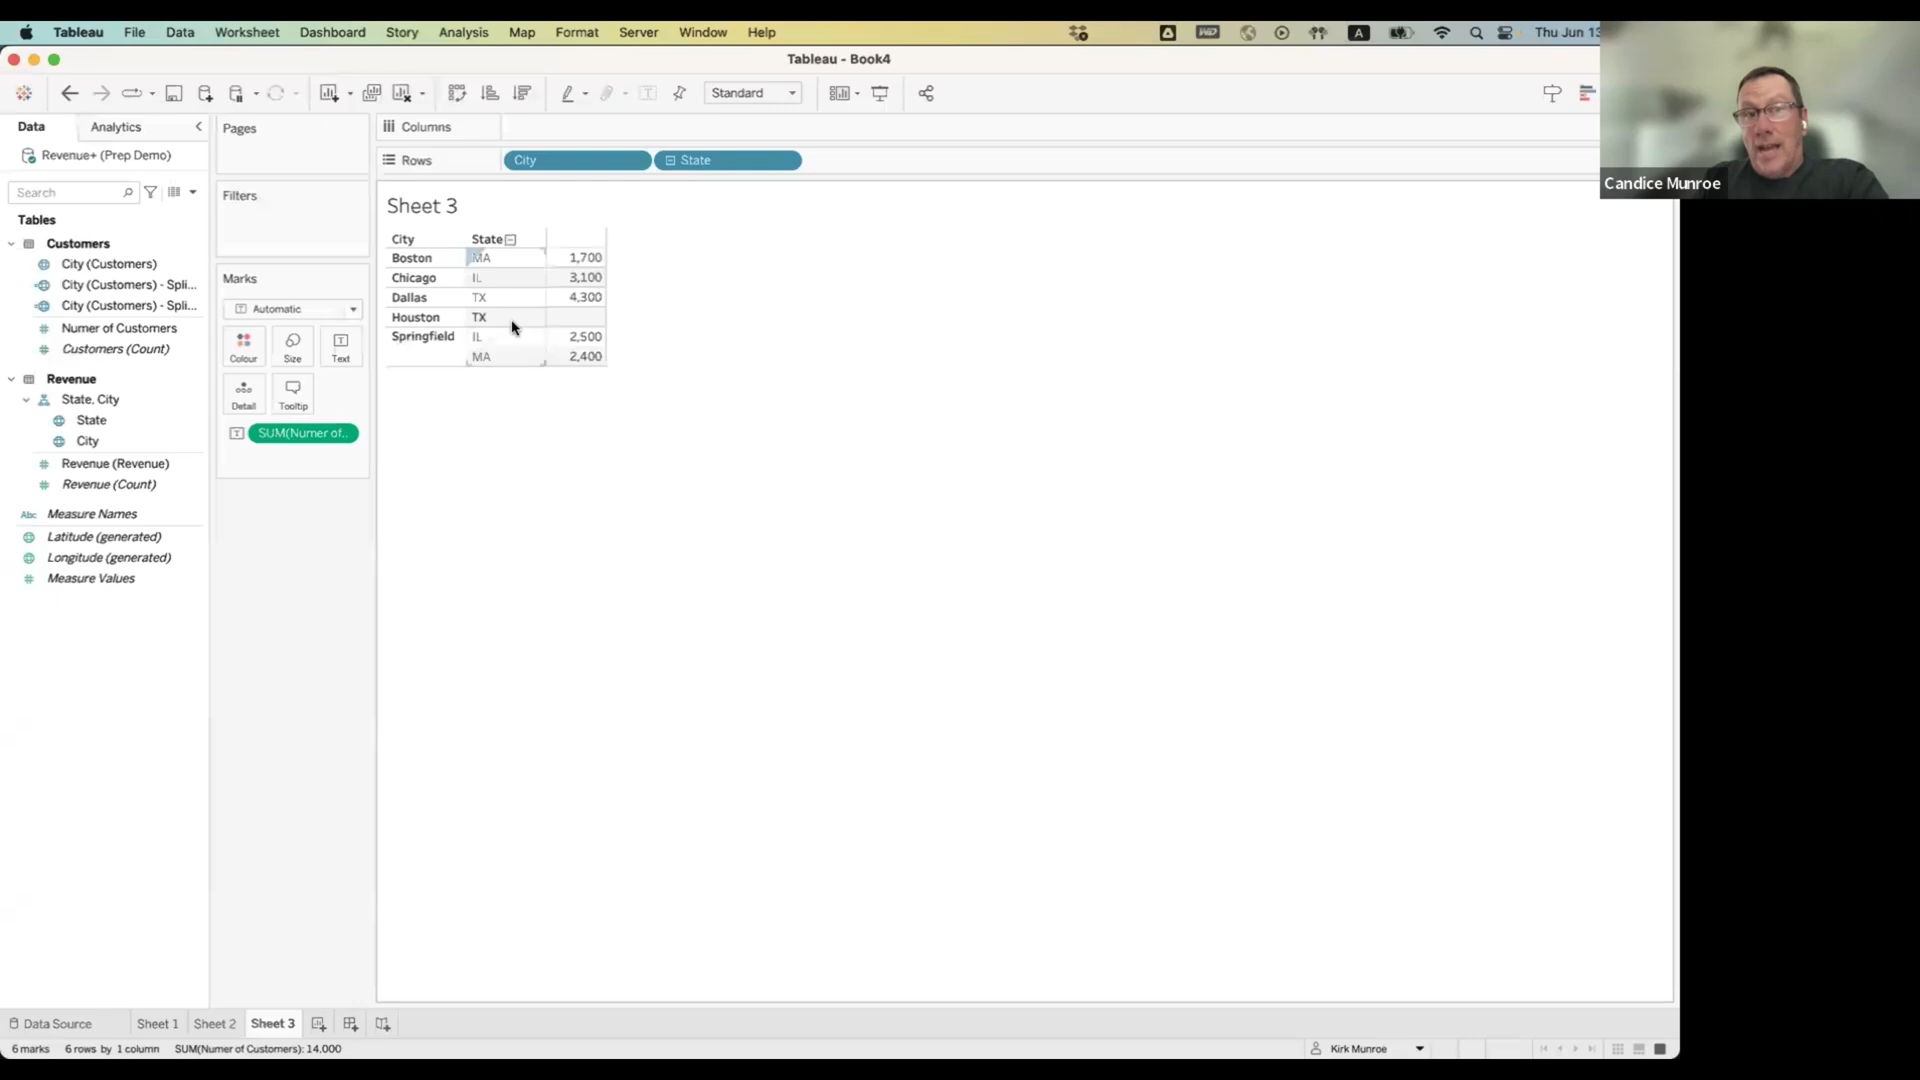 Tableau File Data Worksheet Dashboard Story Analysis Map Format Server Window Help A Thu Jun 13
Tableau - Book4
Standard
Data Analytics Pages Columns
Revenue+ (Prep Demo) Rows City State
Candice Munroe
Search Filters
Tables
Sheet 3
Customers
City (Customers)
City (Customers) - Spli...
City (Customers) - Spli...
Numer of Customers
Customers (Count)
Revenue
State, City
State
City
Revenue (Revenue)
Revenue (Count)
Abc Measure Names
Latitude (generated)
Longitude (generated)
Measure Values
Marks
Automatic
Colour Size Text
Detail Tooltip
SUM(Numer of..
City State
Boston MA 1,700
Chicago IL 3,100
Dallas TX 4,300
Houston TX
Springfield IL 2,500
MA 2,400
Data Source Sheet 1 Sheet 2 Sheet 3
6 marks 6 rows by 1 column SUM(Numer of Customers): 14,000 Kirk Munroe